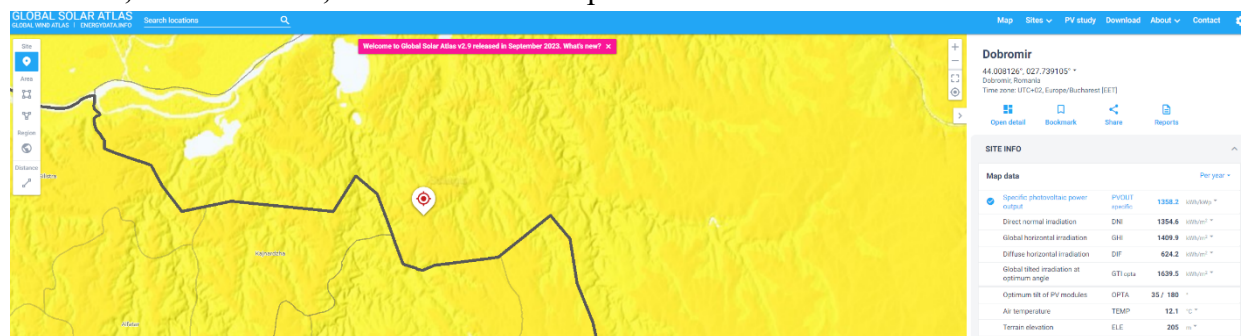 GLOBAL SOLAR ATLAS
GLOBAL WIND ATLAS | ENERGYDATA.INFO
Search locations
Map Sites PV study Download About Contact
Welcome to Global Solar Atlas v2.9 released in September 2023. What's new? ×
Site
Area
Region
Distance
Alfatar
Dobromir
44.008126°, 027.739105°
Dobromir, Romania
Time zone: UTC+02, Europe/Bucharest [EET]
Open detail Bookmark Share Reports
SITE INFO
Map data Per year
Specific photovoltaic power output PVOUT specific 1358.2 kWh/kWp
Direct normal irradiation DNI 1354.6 kWh/m²
Global horizontal irradiation GHI 1409.9 kWh/m²
Diffuse horizontal irradiation DIF 624.2 kWh/m²
Global tilted irradiation at optimum angle GTI opta 1639.5 kWh/m²
Optimum tilt of PV modules OPTA 35 / 180 °
Air temperature TEMP 12.1 °C
Terrain elevation ELE 205 m